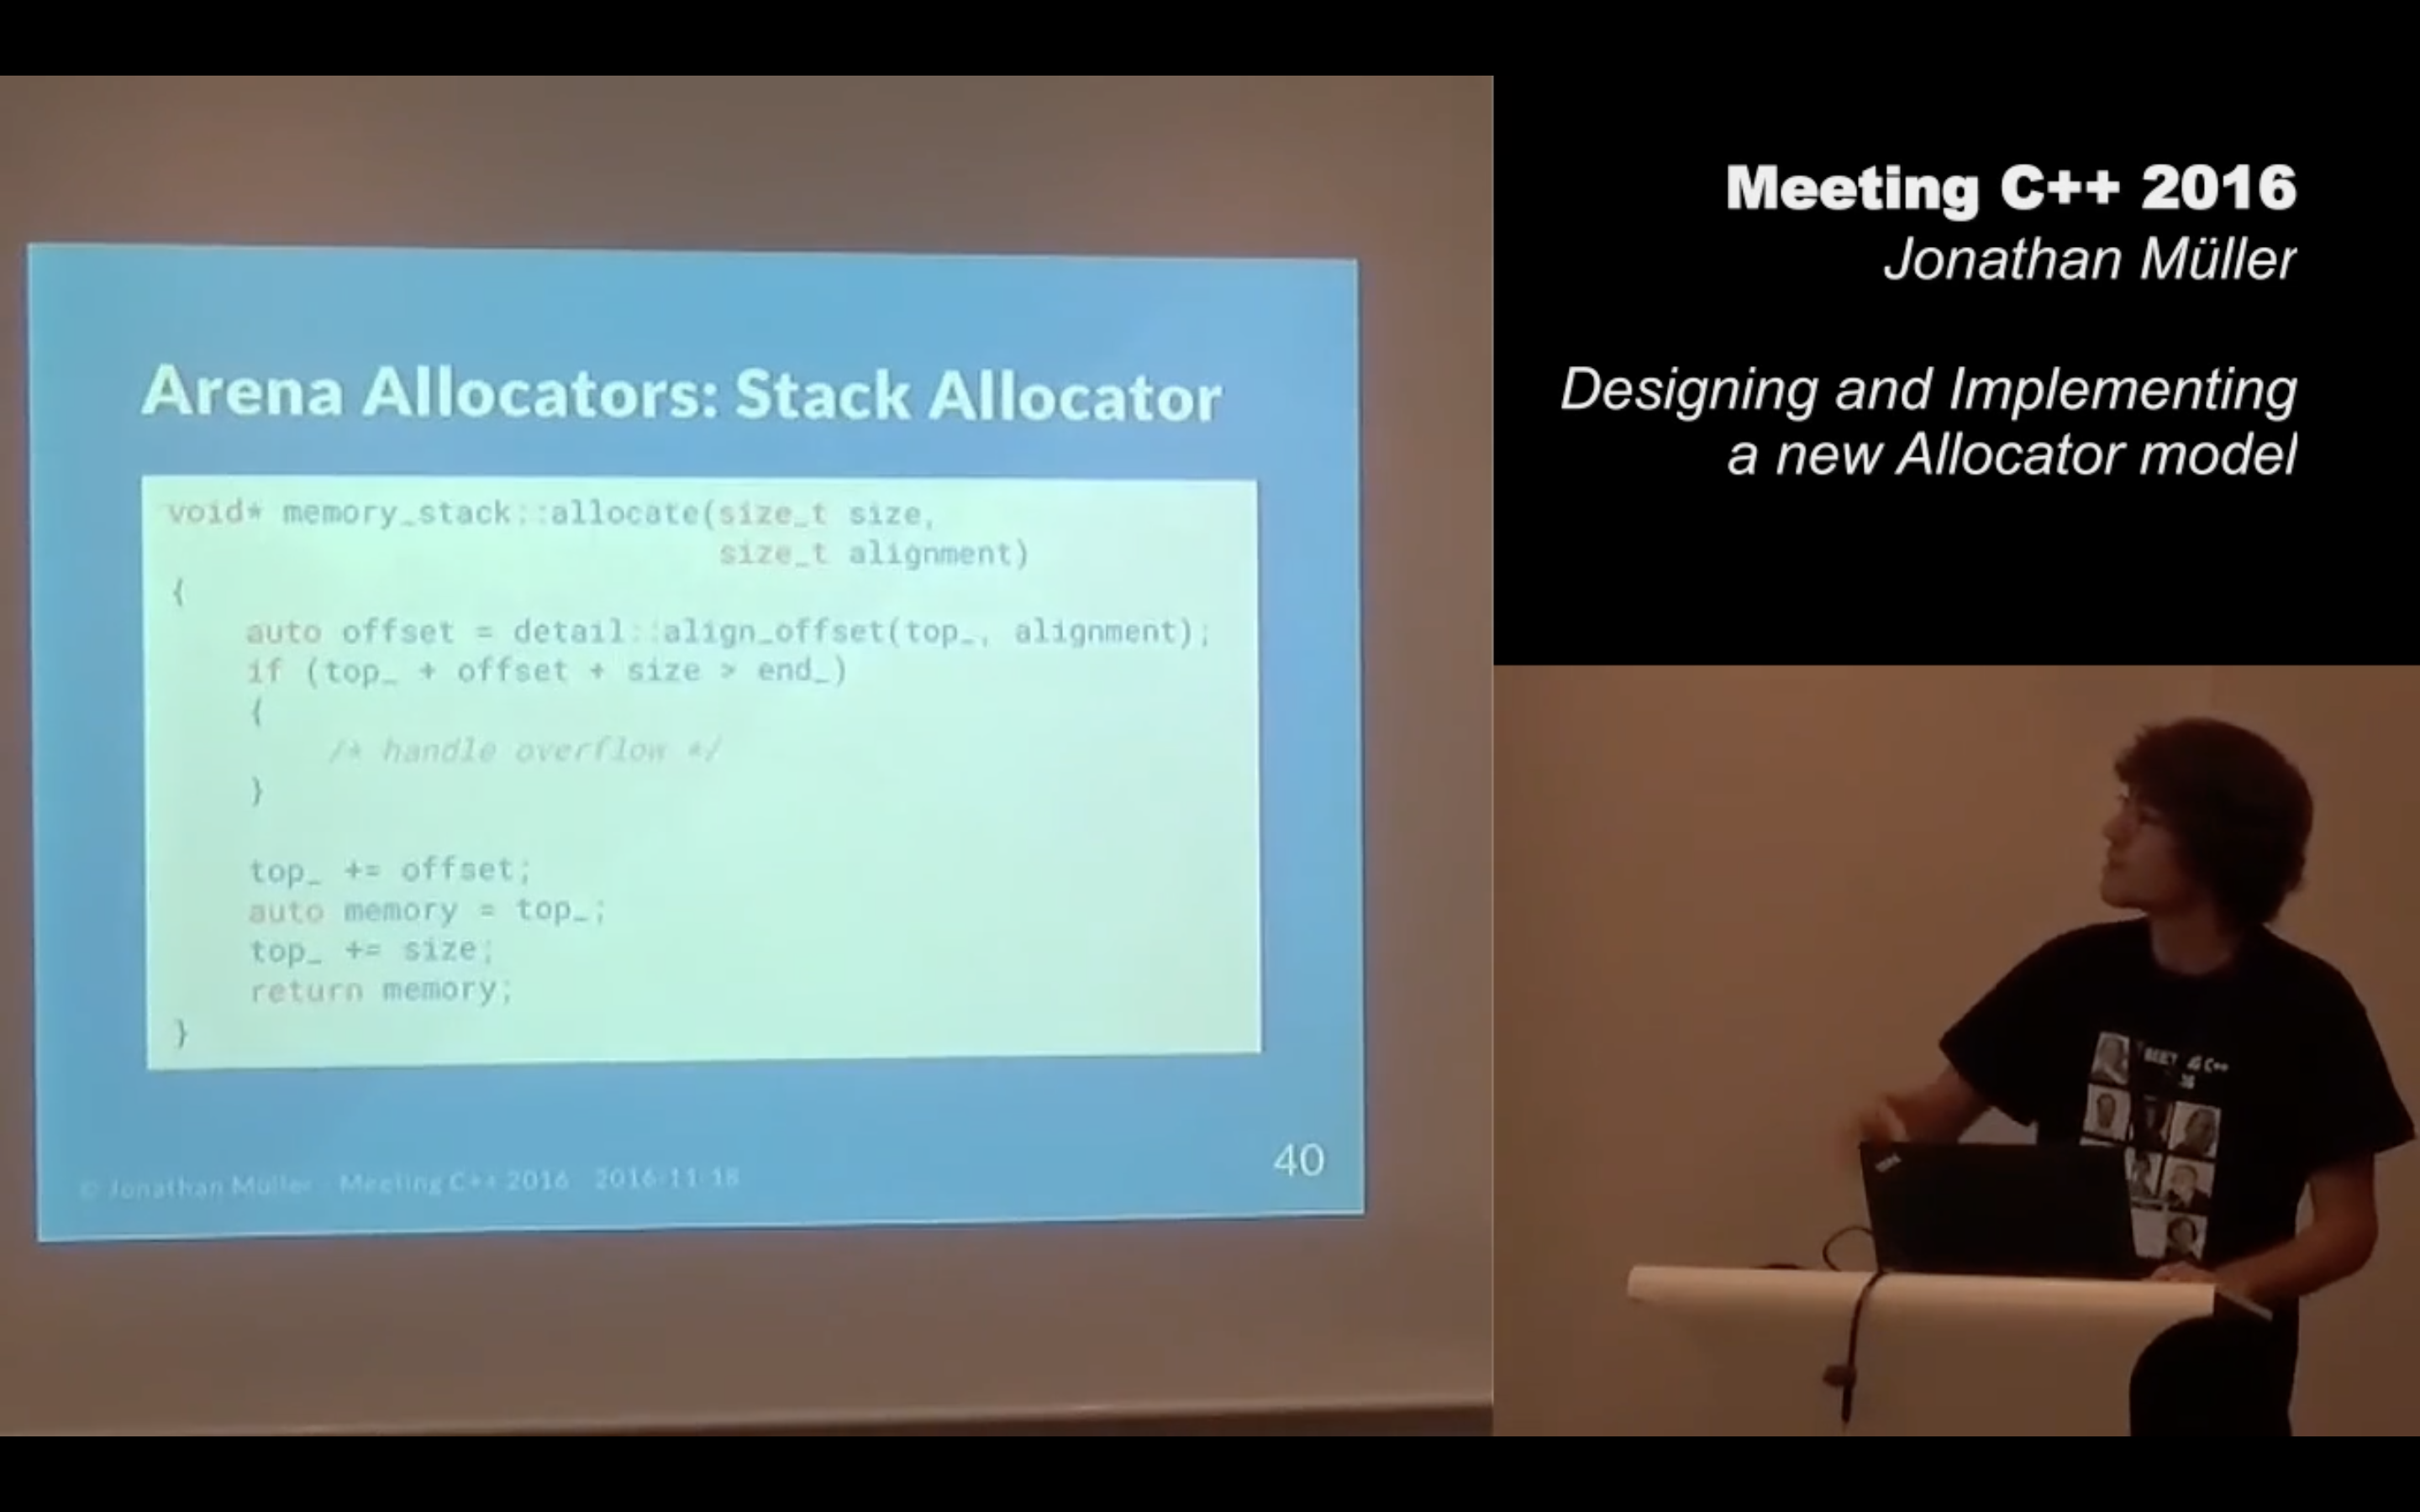 Arena Allocators: Stack Allocator
void* memory_stack::allocate(size_t size,
size_t alignment)
{
auto offset = detail::align_offset(top_, alignment);
if (top_ + offset + size > end_)
{
/* handle overflow */
}
top_ += offset;
auto memory = top_;
top_ += size;
return memory;
}
© Jonathan Müller - Meeting C++ 2016 2016-11-18
40
Meeting C++ 2016
Jonathan Müller
Designing and Implementing
a new Allocator model